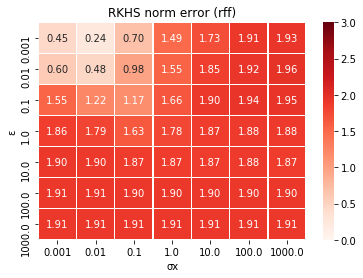 RKHS norm error (rff)
0.001 0.45 0.24 0.70 1.49 1.73 1.91 1.93
0.01 0.60 0.48 0.98 1.55 1.85 1.92 1.96
0.1 1.55 1.22 1.17 1.66 1.90 1.94 1.95
1.0 1.86 1.79 1.63 1.78 1.87 1.88 1.88
10.0 1.90 1.90 1.87 1.87 1.87 1.88 1.87
100.0 1.91 1.91 1.90 1.90 1.90 1.90 1.90
1000.0 1.91 1.91 1.91 1.91 1.91 1.91 1.91
0.001 0.01 0.1 1.0 10.0 100.0 1000.0
σx
ε
3.0
2.5
2.0
1.5
1.0
0.5
0.0